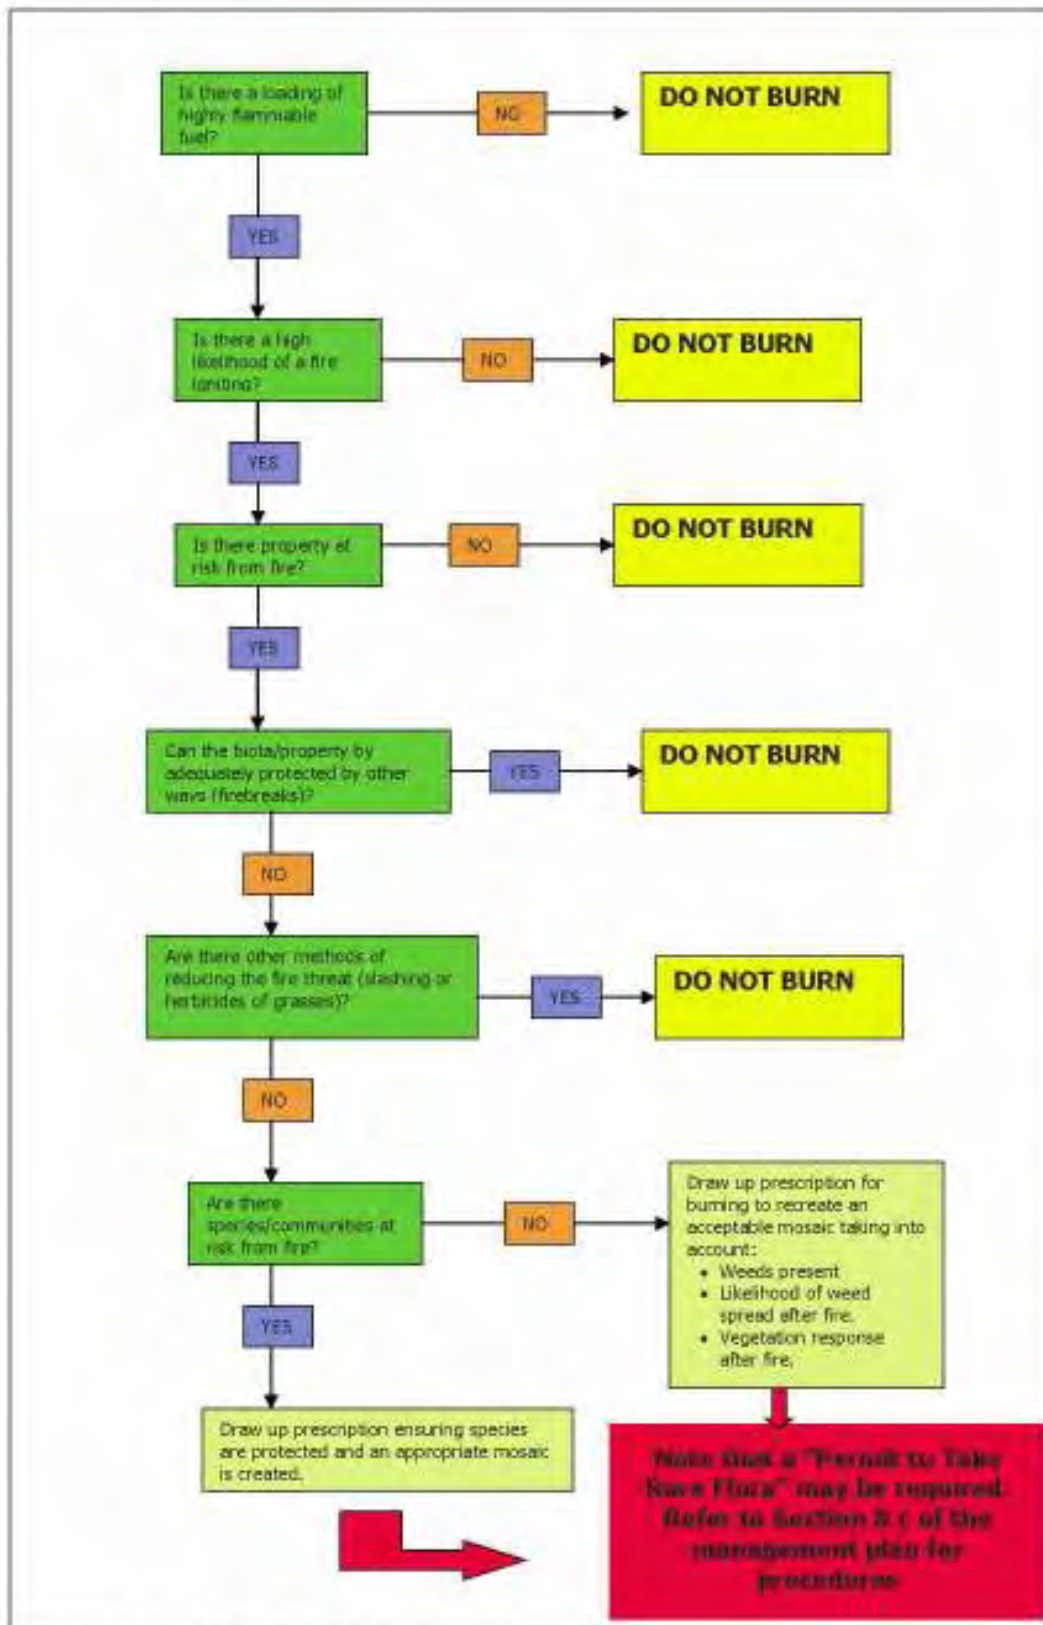 Is there a loading of
highly flammable
fuel?
NO
DO NOT BURN
YES
Is there a high
likelihood of a fire
igniting?
NO
DO NOT BURN
YES
Is there property at
risk from fire?
NO
DO NOT BURN
YES
Can the biota/property by
adequately protected by other
ways (firebreaks)?
YES
DO NOT BURN
NO
Are there other methods of
reducing the fire threat (slashing or
herbicides of grasses)?
YES
DO NOT BURN
NO
Are there
species/communities at
risk from fire?
NO
Draw up prescription for
burning to recreate an
acceptable mosaic taking into
account:
• Weeds present
• Likelihood of weed
spread after fire.
• Vegetation response
after fire.
YES
Draw up prescription ensuring species
are protected and an appropriate mosaic
is created.
Note that a "Permit to Take
Rare Flora" may be required.
Refer to Section of the
management plan for
procedures